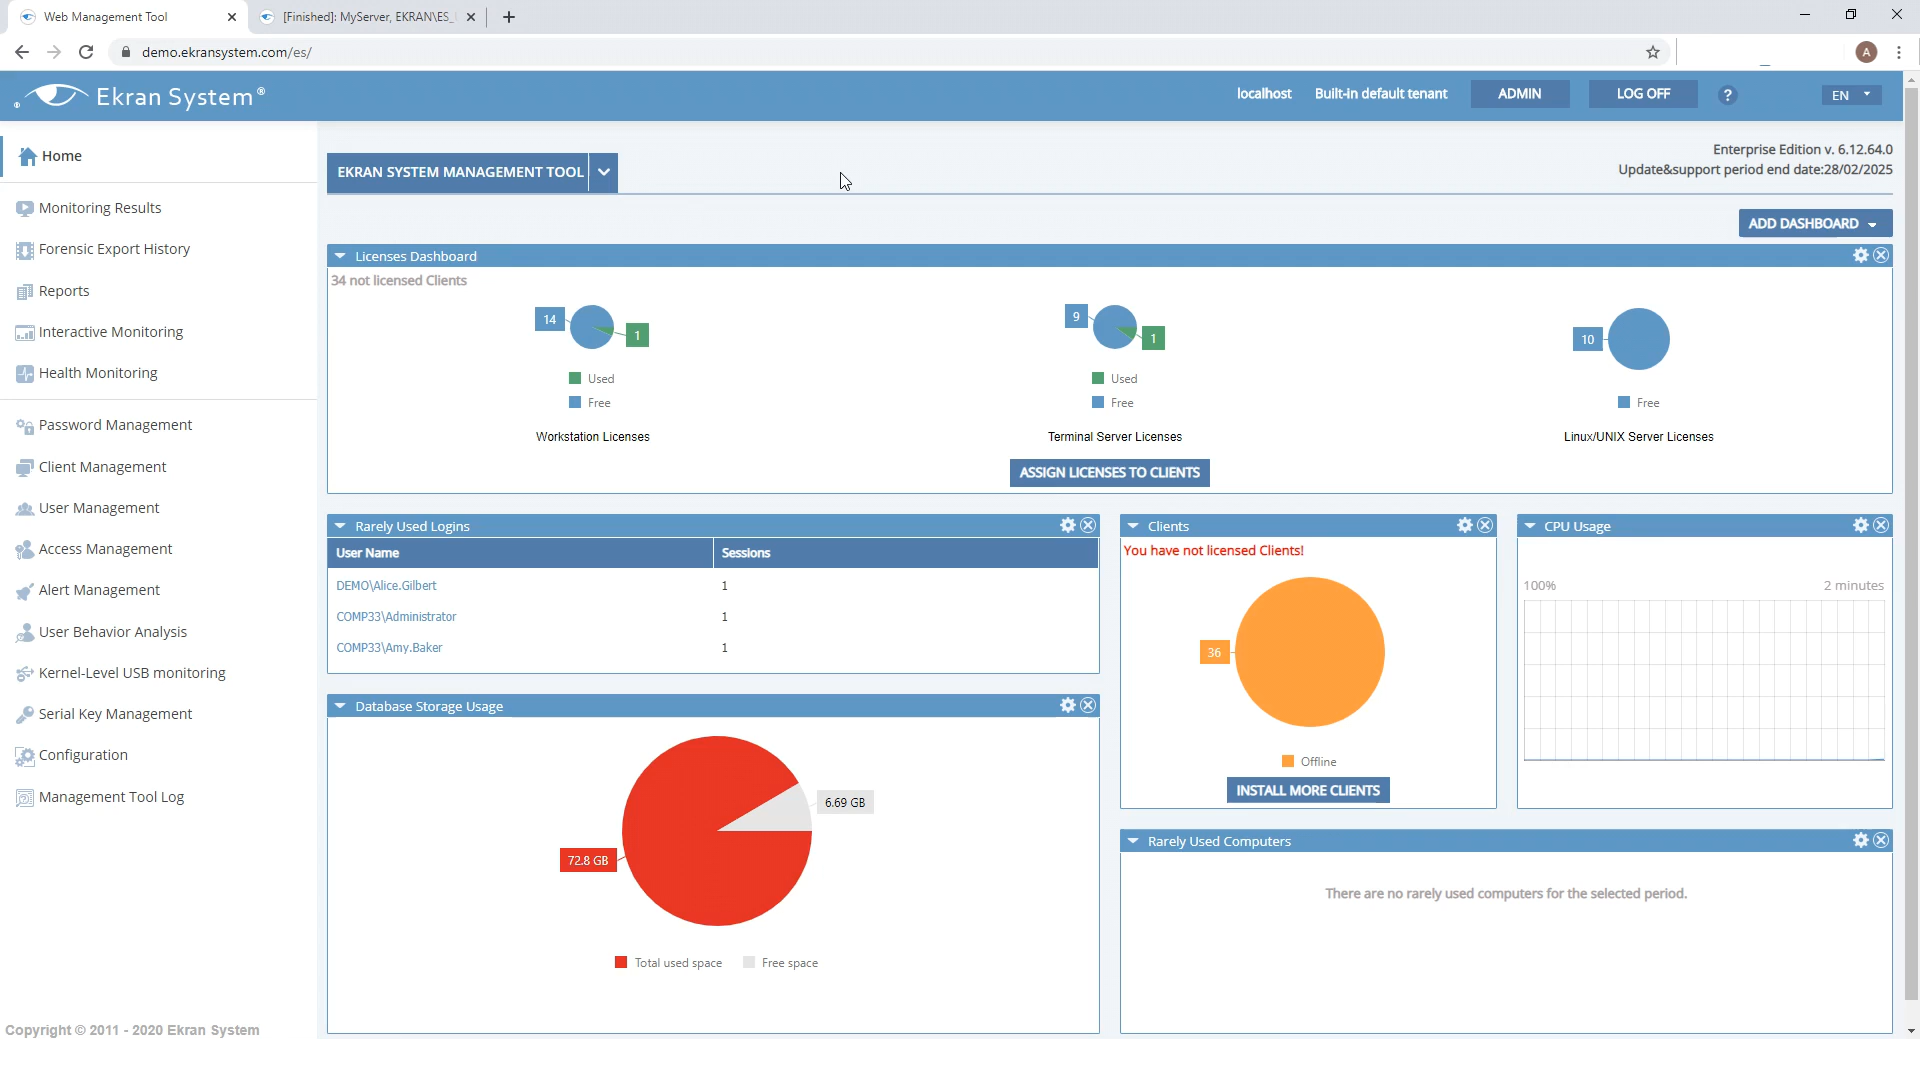 Web Management Tool
[Finished]: MyServer, EKRAN\ES_
demo.ekransystem.com/es/
A
Ekran System®
localhost
Built-in default tenant
ADMIN
LOG OFF
?
EN
Home
Monitoring Results
Forensic Export History
Reports
Interactive Monitoring
Health Monitoring
Password Management
Client Management
User Management
Access Management
Alert Management
User Behavior Analysis
Kernel-Level USB monitoring
Serial Key Management
Configuration
Management Tool Log
Copyright © 2011 - 2020 Ekran System
EKRAN SYSTEM MANAGEMENT TOOL
Enterprise Edition v. 6.12.64.0
Update&support period end date:28/02/2025
ADD DASHBOARD
Licenses Dashboard
34 not licensed Clients
14
1
Used
Free
Workstation Licenses
9
1
Used
Free
Terminal Server Licenses
10
Free
Linux/UNIX Server Licenses
ASSIGN LICENSES TO CLIENTS
Rarely Used Logins
User Name
Sessions
DEMO\Alice.Gilbert
1
COMP33\Administrator
1
COMP33\Amy.Baker
1
Database Storage Usage
6.69 GB
72.8 GB
Total used space
Free space
Clients
You have not licensed Clients!
36
Offline
INSTALL MORE CLIENTS
CPU Usage
100%
2 minutes
Rarely Used Computers
There are no rarely used computers for the selected period.